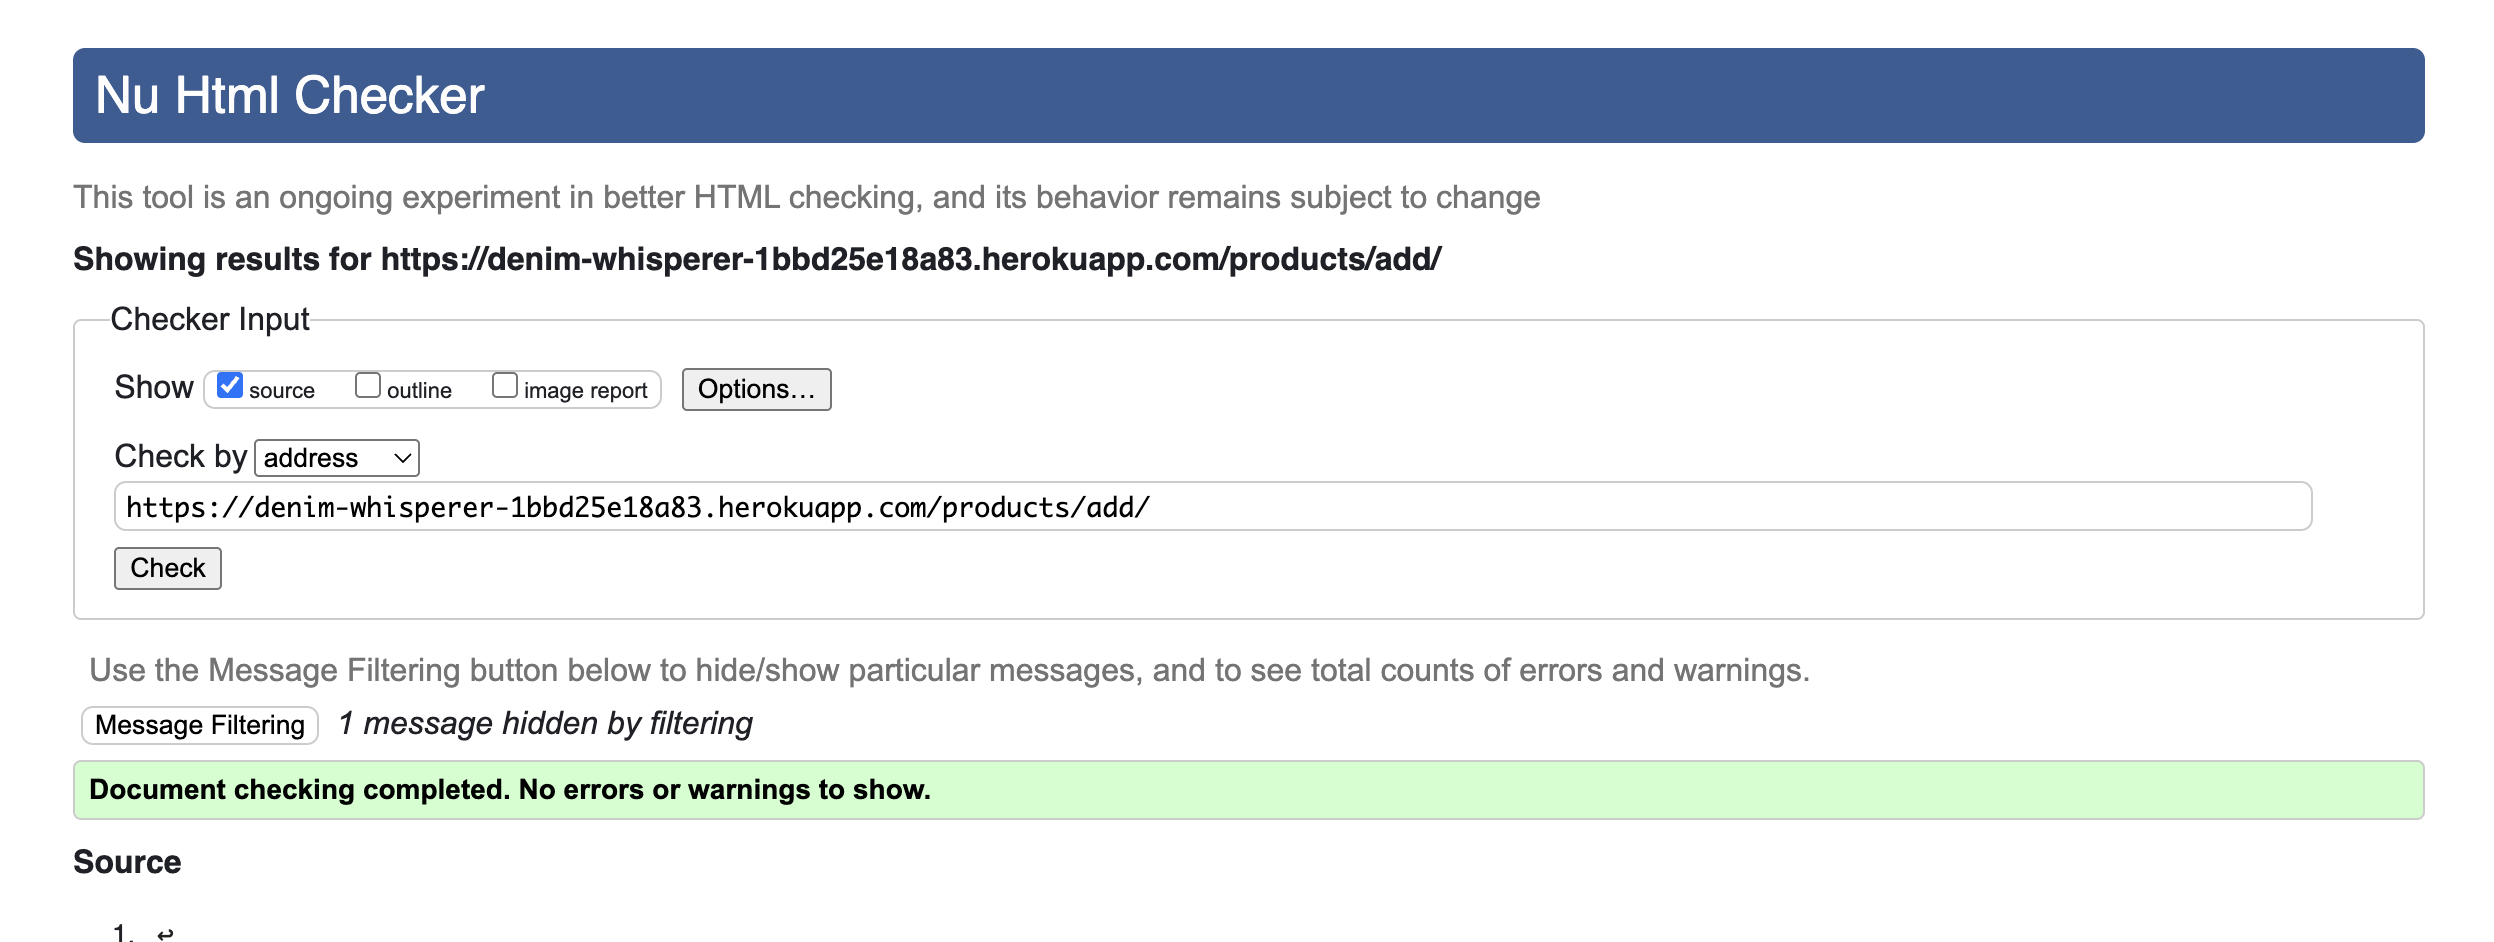 Nu Html Checker
This tool is an ongoing experiment in better HTML checking, and its behavior remains subject to change
Showing results for https://denim-whisperer-1bbd25e18a83.herokuapp.com/products/add/
Checker Input
Show source outline image report Options...
Check by address
https://denim-whisperer-1bbd25e18a83.herokuapp.com/products/add/
Check
Use the Message Filtering button below to hide/show particular messages, and to see total counts of errors and warnings.
Message Filtering 1 message hidden by filtering
Document checking completed. No errors or warnings to show.
Source
1. ↩